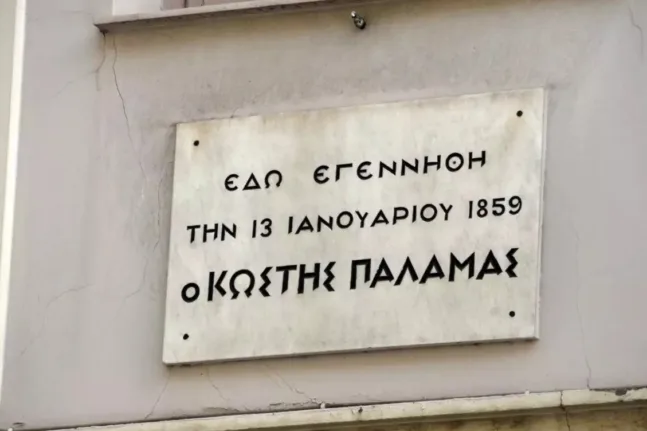 ΕΔΩ ΕΓΕΝΝΗΘΗ
ΤΗΝ 13 ΙΑΝΟΥΑΡΙΟΥ 1859
Ο ΚΩΣΤΗΣ ΠΑΛΑΜΑΣ